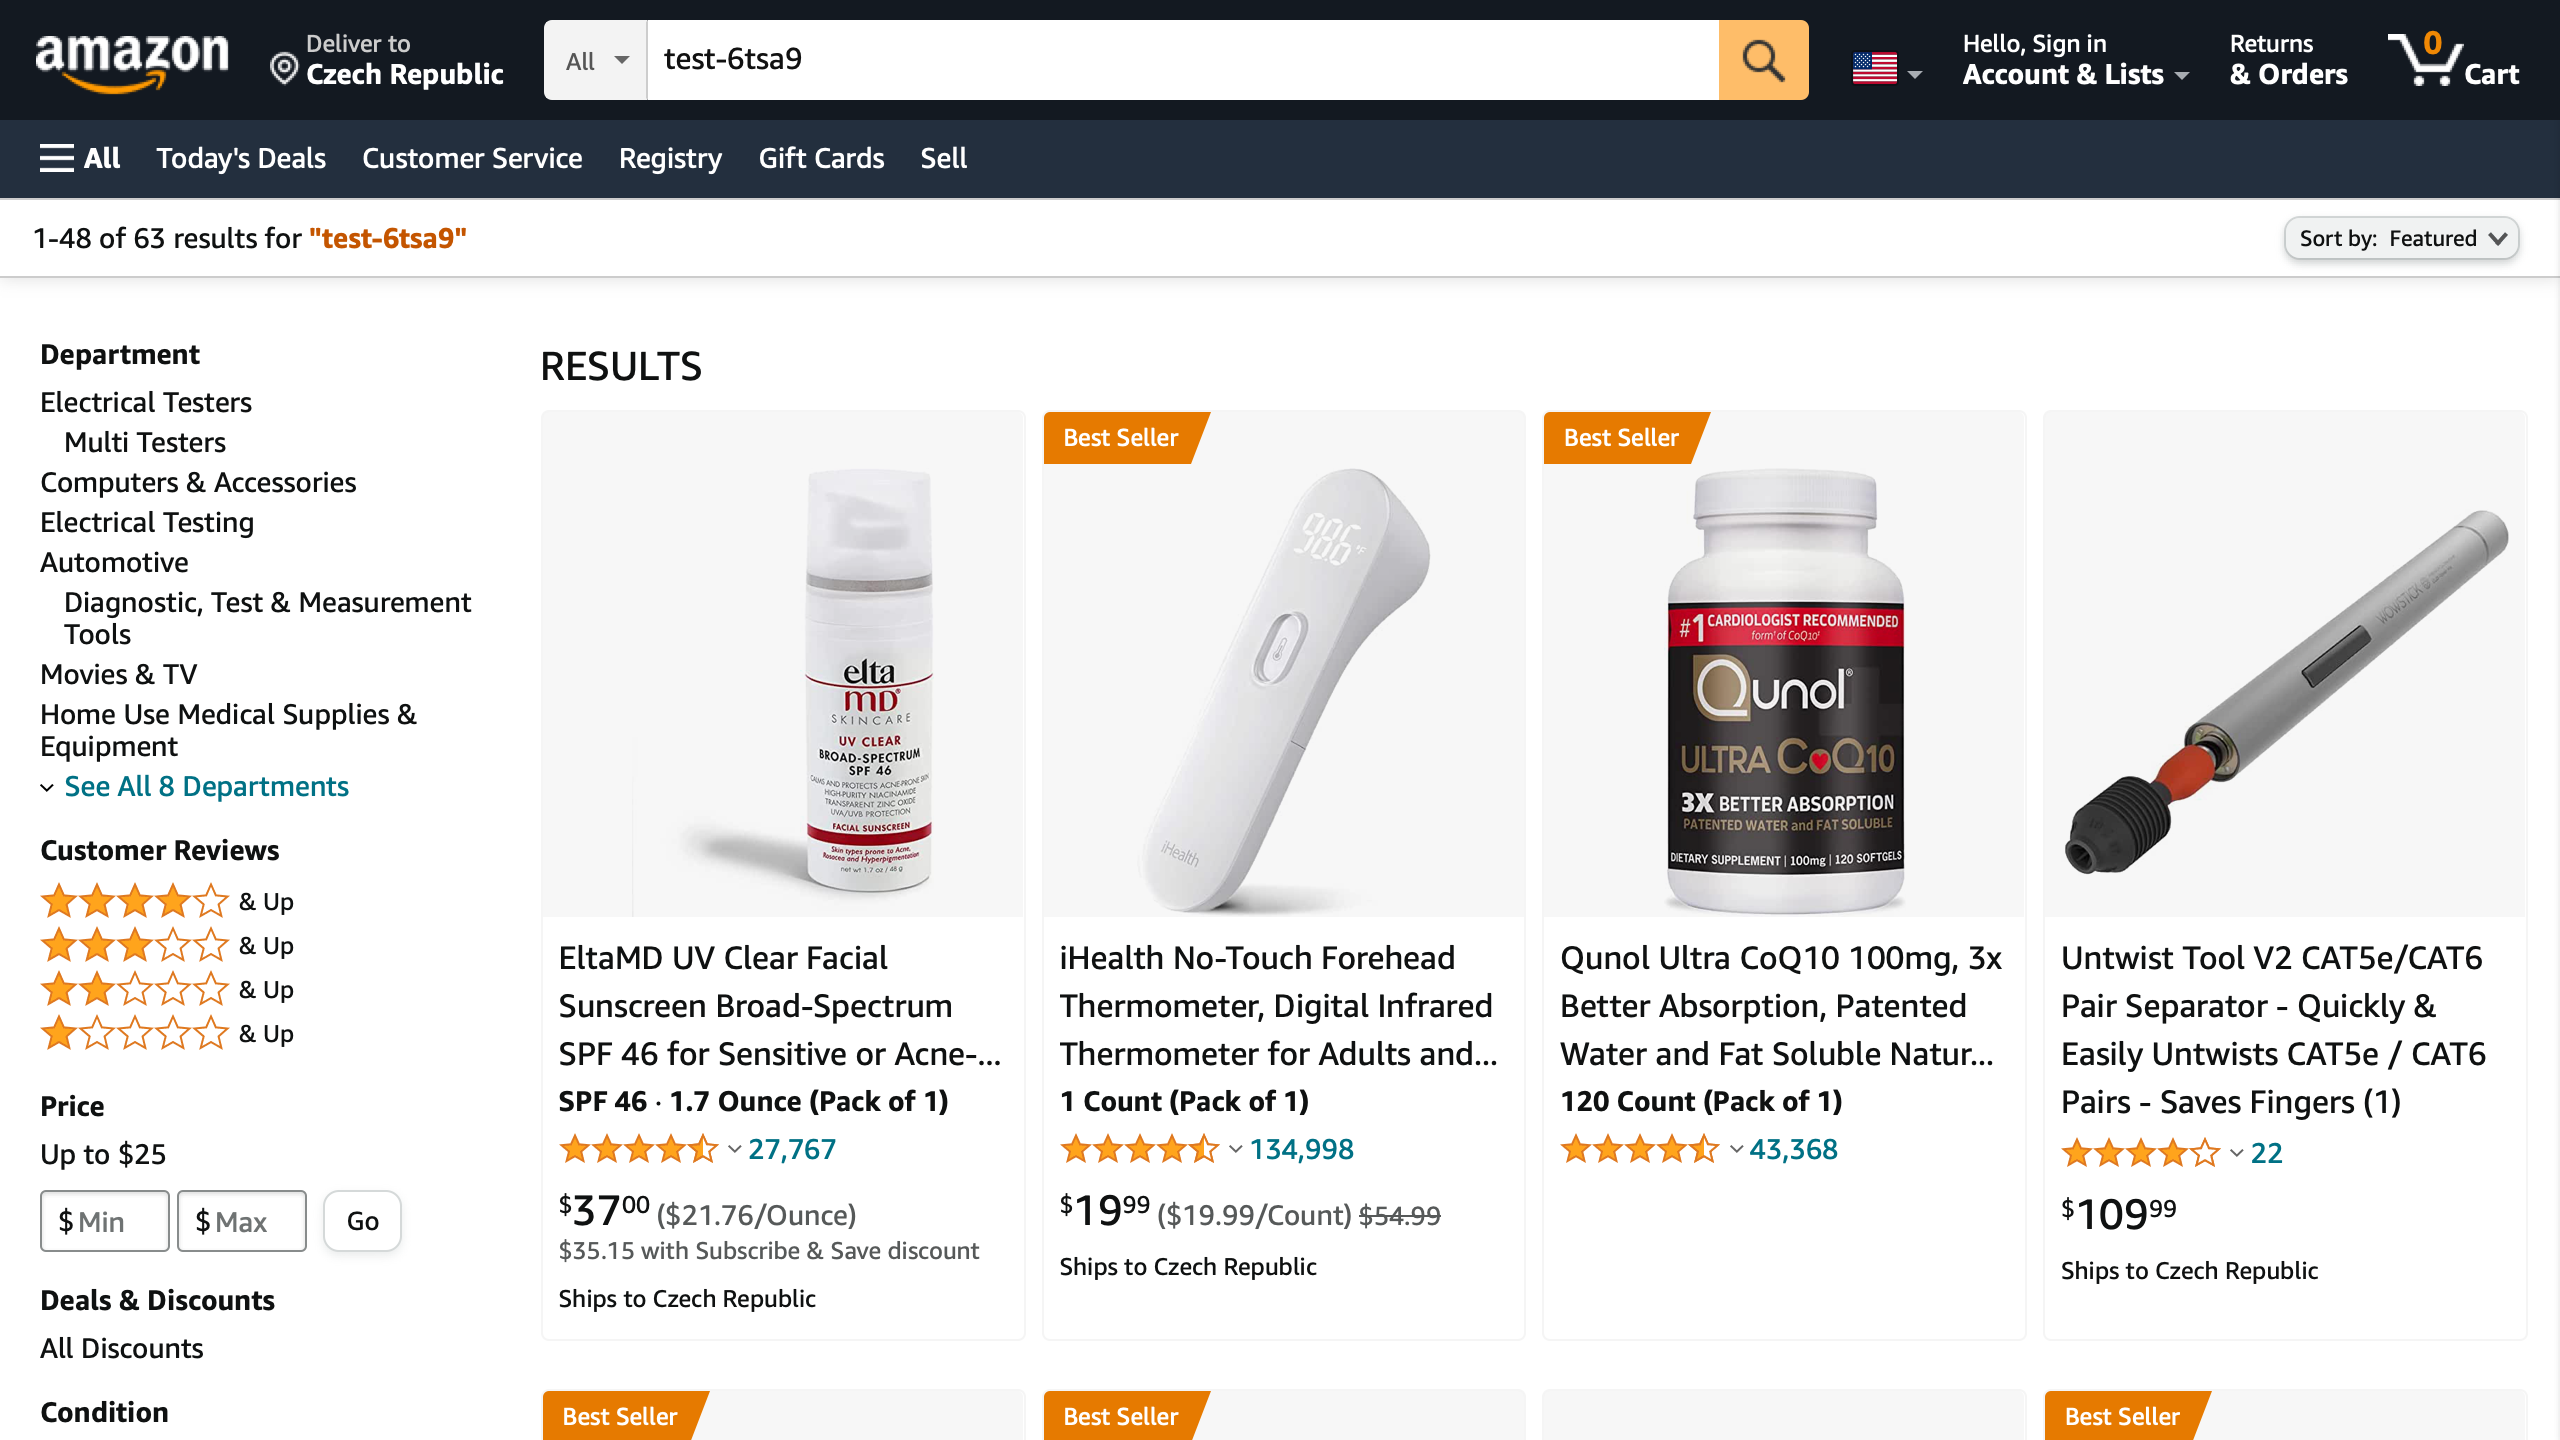 amazon
Deliver to
Czech Republic
All
test-6tsa9
Hello, Sign in
Account & Lists
Returns
& Orders
0
Cart
All
Today's Deals
Customer Service
Registry
Gift Cards
Sell
1-48 of 63 results for "test-6tsa9"
Sort by: Featured
Department
Electrical Testers
Multi Testers
Computers & Accessories
Electrical Testing
Automotive
Diagnostic, Test & Measurement
Tools
Movies & TV
Home Use Medical Supplies &
Equipment
See All 8 Departments
Customer Reviews
& Up
& Up
& Up
& Up
Price
Up to $25
$ Min
$ Max
Go
Deals & Discounts
All Discounts
Condition
RESULTS
elta
MD®
SKINCARE
UV CLEAR
BROAD-SPECTRUM
SPF 46
CALMS AND PROTECTS ACNE-PRONE SKIN
HIGH-PURITY NIACINAMIDE
TRANSPARENT ZINC OXIDE
UVA/UVB PROTECTION
FACIAL SUNSCREEN
Skin types prone to Acne,
Rosacea and Hyperpigmentation
net wt 1.7 oz / 48 g
EltaMD UV Clear Facial
Sunscreen Broad-Spectrum
SPF 46 for Sensitive or Acne-...
SPF 46 · 1.7 Ounce (Pack of 1)
27,767
$3700 ($21.76/Ounce)
$35.15 with Subscribe & Save discount
Ships to Czech Republic
Best Seller
°F
iHealth
iHealth No-Touch Forehead
Thermometer, Digital Infrared
Thermometer for Adults and...
1 Count (Pack of 1)
134,998
$1999 ($19.99/Count) $54.99
Ships to Czech Republic
Best Seller
#1 CARDIOLOGIST RECOMMENDED
form† of CoQ10‡
Qunol®
ULTRA CoQ10
3X BETTER ABSORPTION
PATENTED WATER and FAT SOLUBLE
DIETARY SUPPLEMENT | 100mg | 120 SOFTGELS
Qunol Ultra CoQ10 100mg, 3x
Better Absorption, Patented
Water and Fat Soluble Natur...
120 Count (Pack of 1)
43,368
WOWSTICK
Untwist Tool V2 CAT5e/CAT6
Pair Separator - Quickly &
Easily Untwists CAT5e / CAT6
Pairs - Saves Fingers (1)
22
$10999
Ships to Czech Republic
Best Seller
Best Seller
Best Seller